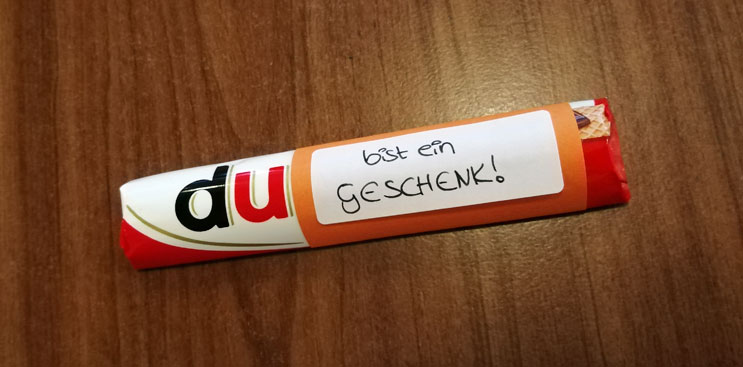 du
bist ein
GESCHENK!